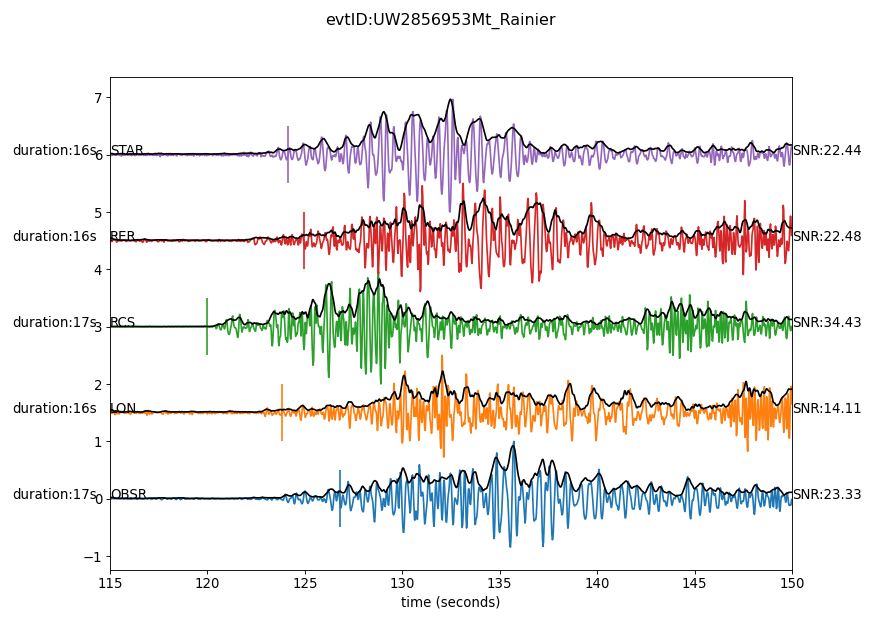 evtID:UW2856953Mt_Rainier
7
duration:16s 6 STAR SNR:22.44
5
duration:16s RER SNR:22.48
4
duration:17s 3 RCS SNR:34.43
2
duration:16s LON SNR:14.11
1
duration:17s 0 OBSR SNR:23.33
−1
115 120 125 130 135 140 145 150
time (seconds)